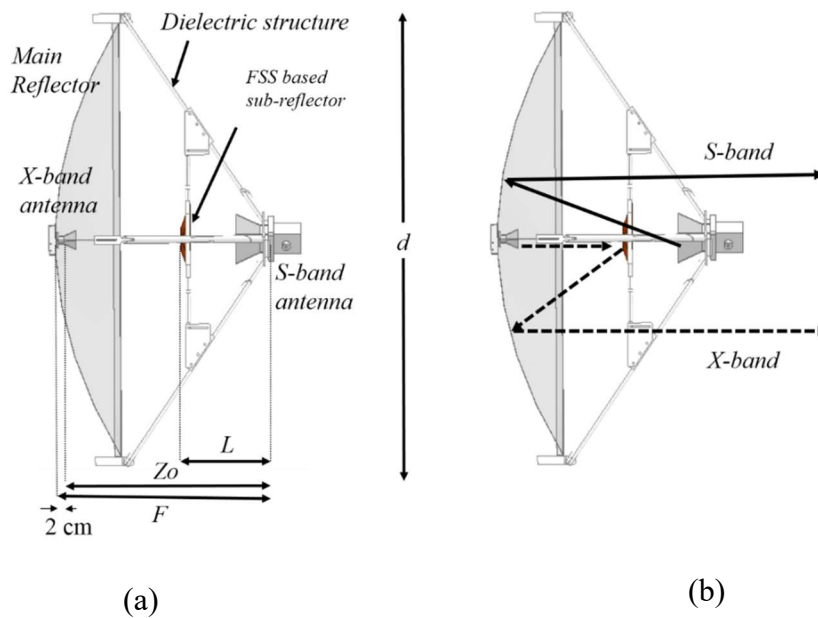 Dielectric structure
Main
Reflector
FSS based
sub-reflector
X-band
antenna
S-band
antenna
d
L
Zo
F
2 cm
S-band
X-band
(a)
(b)